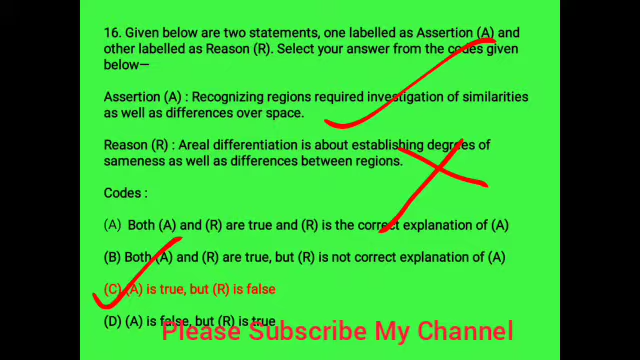 16. Given below are two statements, one labelled as Assertion (A) and
other labelled as Reason (R). Select your answer from the codes given
below—
Assertion (A) : Recognizing regions required investigation of similarities
as well as differences over space.
Reason (R) : Areal differentiation is about establishing degrees of
sameness as well as differences between regions.
Codes :
(A) Both (A) and (R) are true and (R) is the correct explanation of (A)
(B) Both (A) and (R) are true, but (R) is not correct explanation of (A)
(C) (A) is true, but (R) is false
(D) (A) is false, but (R) is true
Please Subscribe My Channel